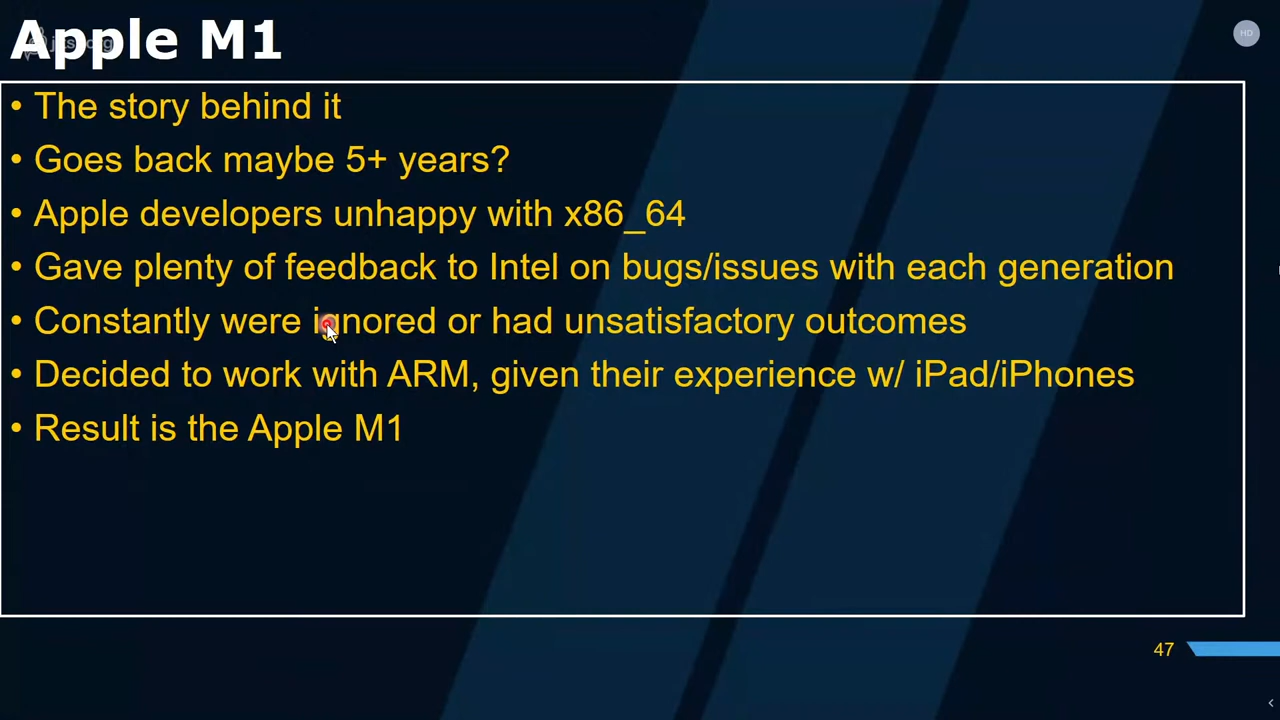 Apple M1
• The story behind it
• Goes back maybe 5+ years?
• Apple developers unhappy with x86_64
• Gave plenty of feedback to Intel on bugs/issues with each generation
• Constantly were ignored or had unsatisfactory outcomes
• Decided to work with ARM, given their experience w/ iPad/iPhones
• Result is the Apple M1
47
HD